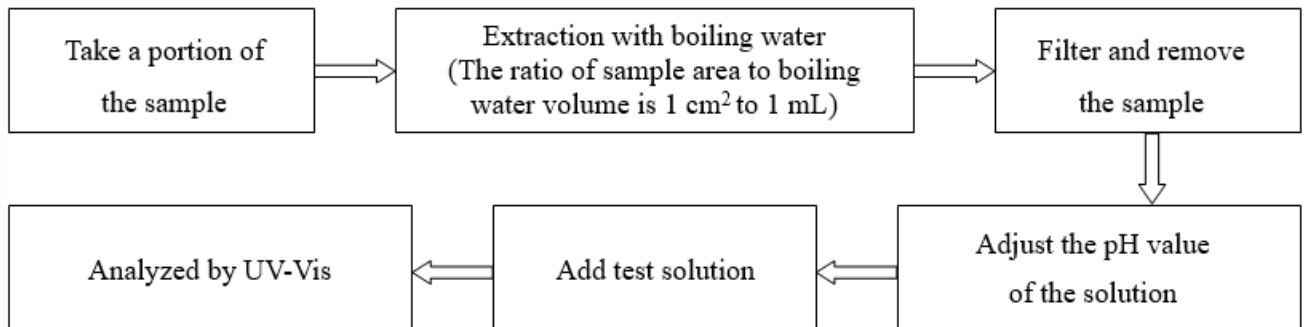 Take a portion of
the sample
Extraction with boiling water
(The ratio of sample area to boiling
water volume is 1 cm² to 1 mL)
Filter and remove
the sample
Adjust the pH value
of the solution
Add test solution
Analyzed by UV-Vis